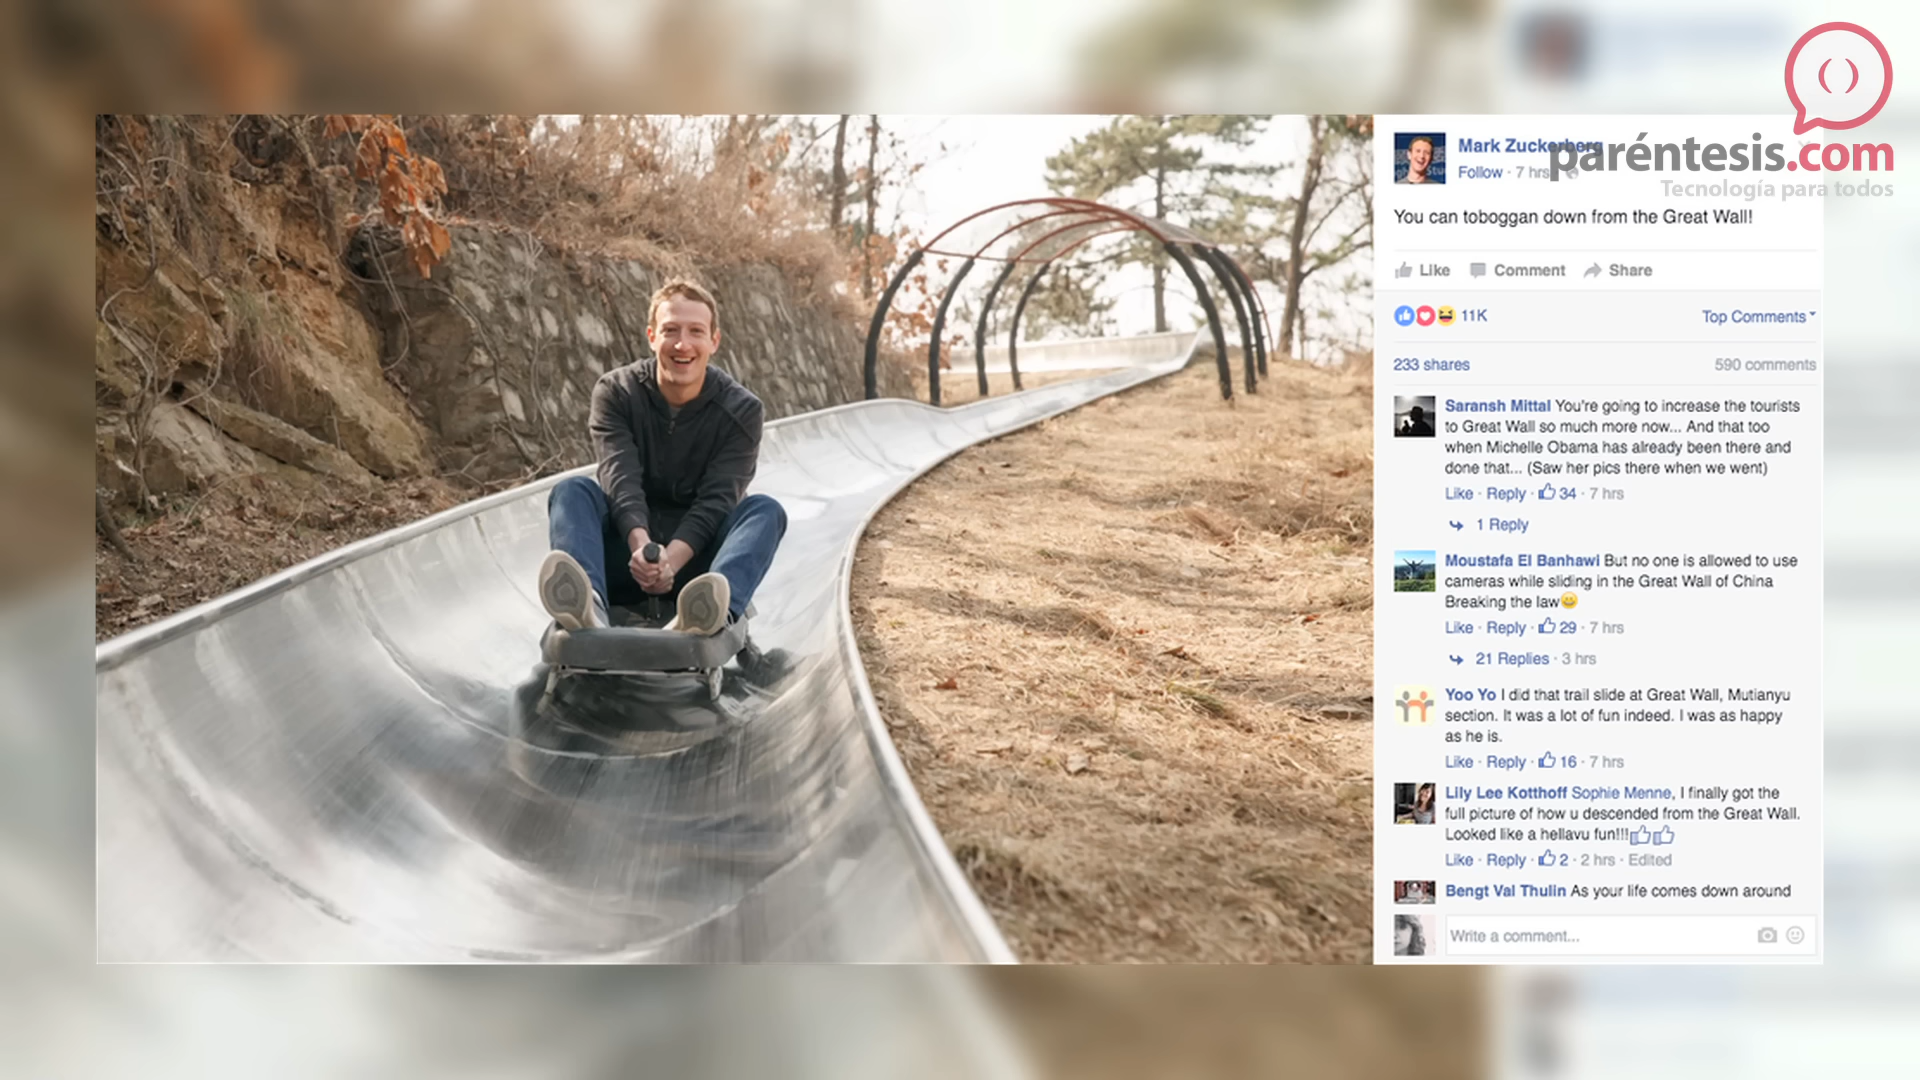 ( )
paréntesis.com
Tecnología para todos
Mark Zuckerberg
Follow · 7 hrs
You can toboggan down from the Great Wall!
Like Comment Share
11K Top Comments
233 shares 590 comments
Saransh Mittal You're going to increase the tourists
to Great Wall so much more now... And that too
when Michelle Obama has already been there and
done that... (Saw her pics there when we went)
Like · Reply · 34 · 7 hrs
1 Reply
Moustafa El Banhawi But no one is allowed to use
cameras while sliding in the Great Wall of China
Breaking the law😀
Like · Reply · 29 · 7 hrs
21 Replies · 3 hrs
Yoo Yo I did that trail slide at Great Wall, Mutianyu
section. It was a lot of fun indeed. I was as happy
as he is.
Like · Reply · 16 · 7 hrs
Lily Lee Kotthoff Sophie Menne, I finally got the
full picture of how u descended from the Great Wall.
Looked like a hellavu fun!!!👍👍
Like · Reply · 2 · 2 hrs · Edited
Bengt Val Thulin As your life comes down around
Write a comment...